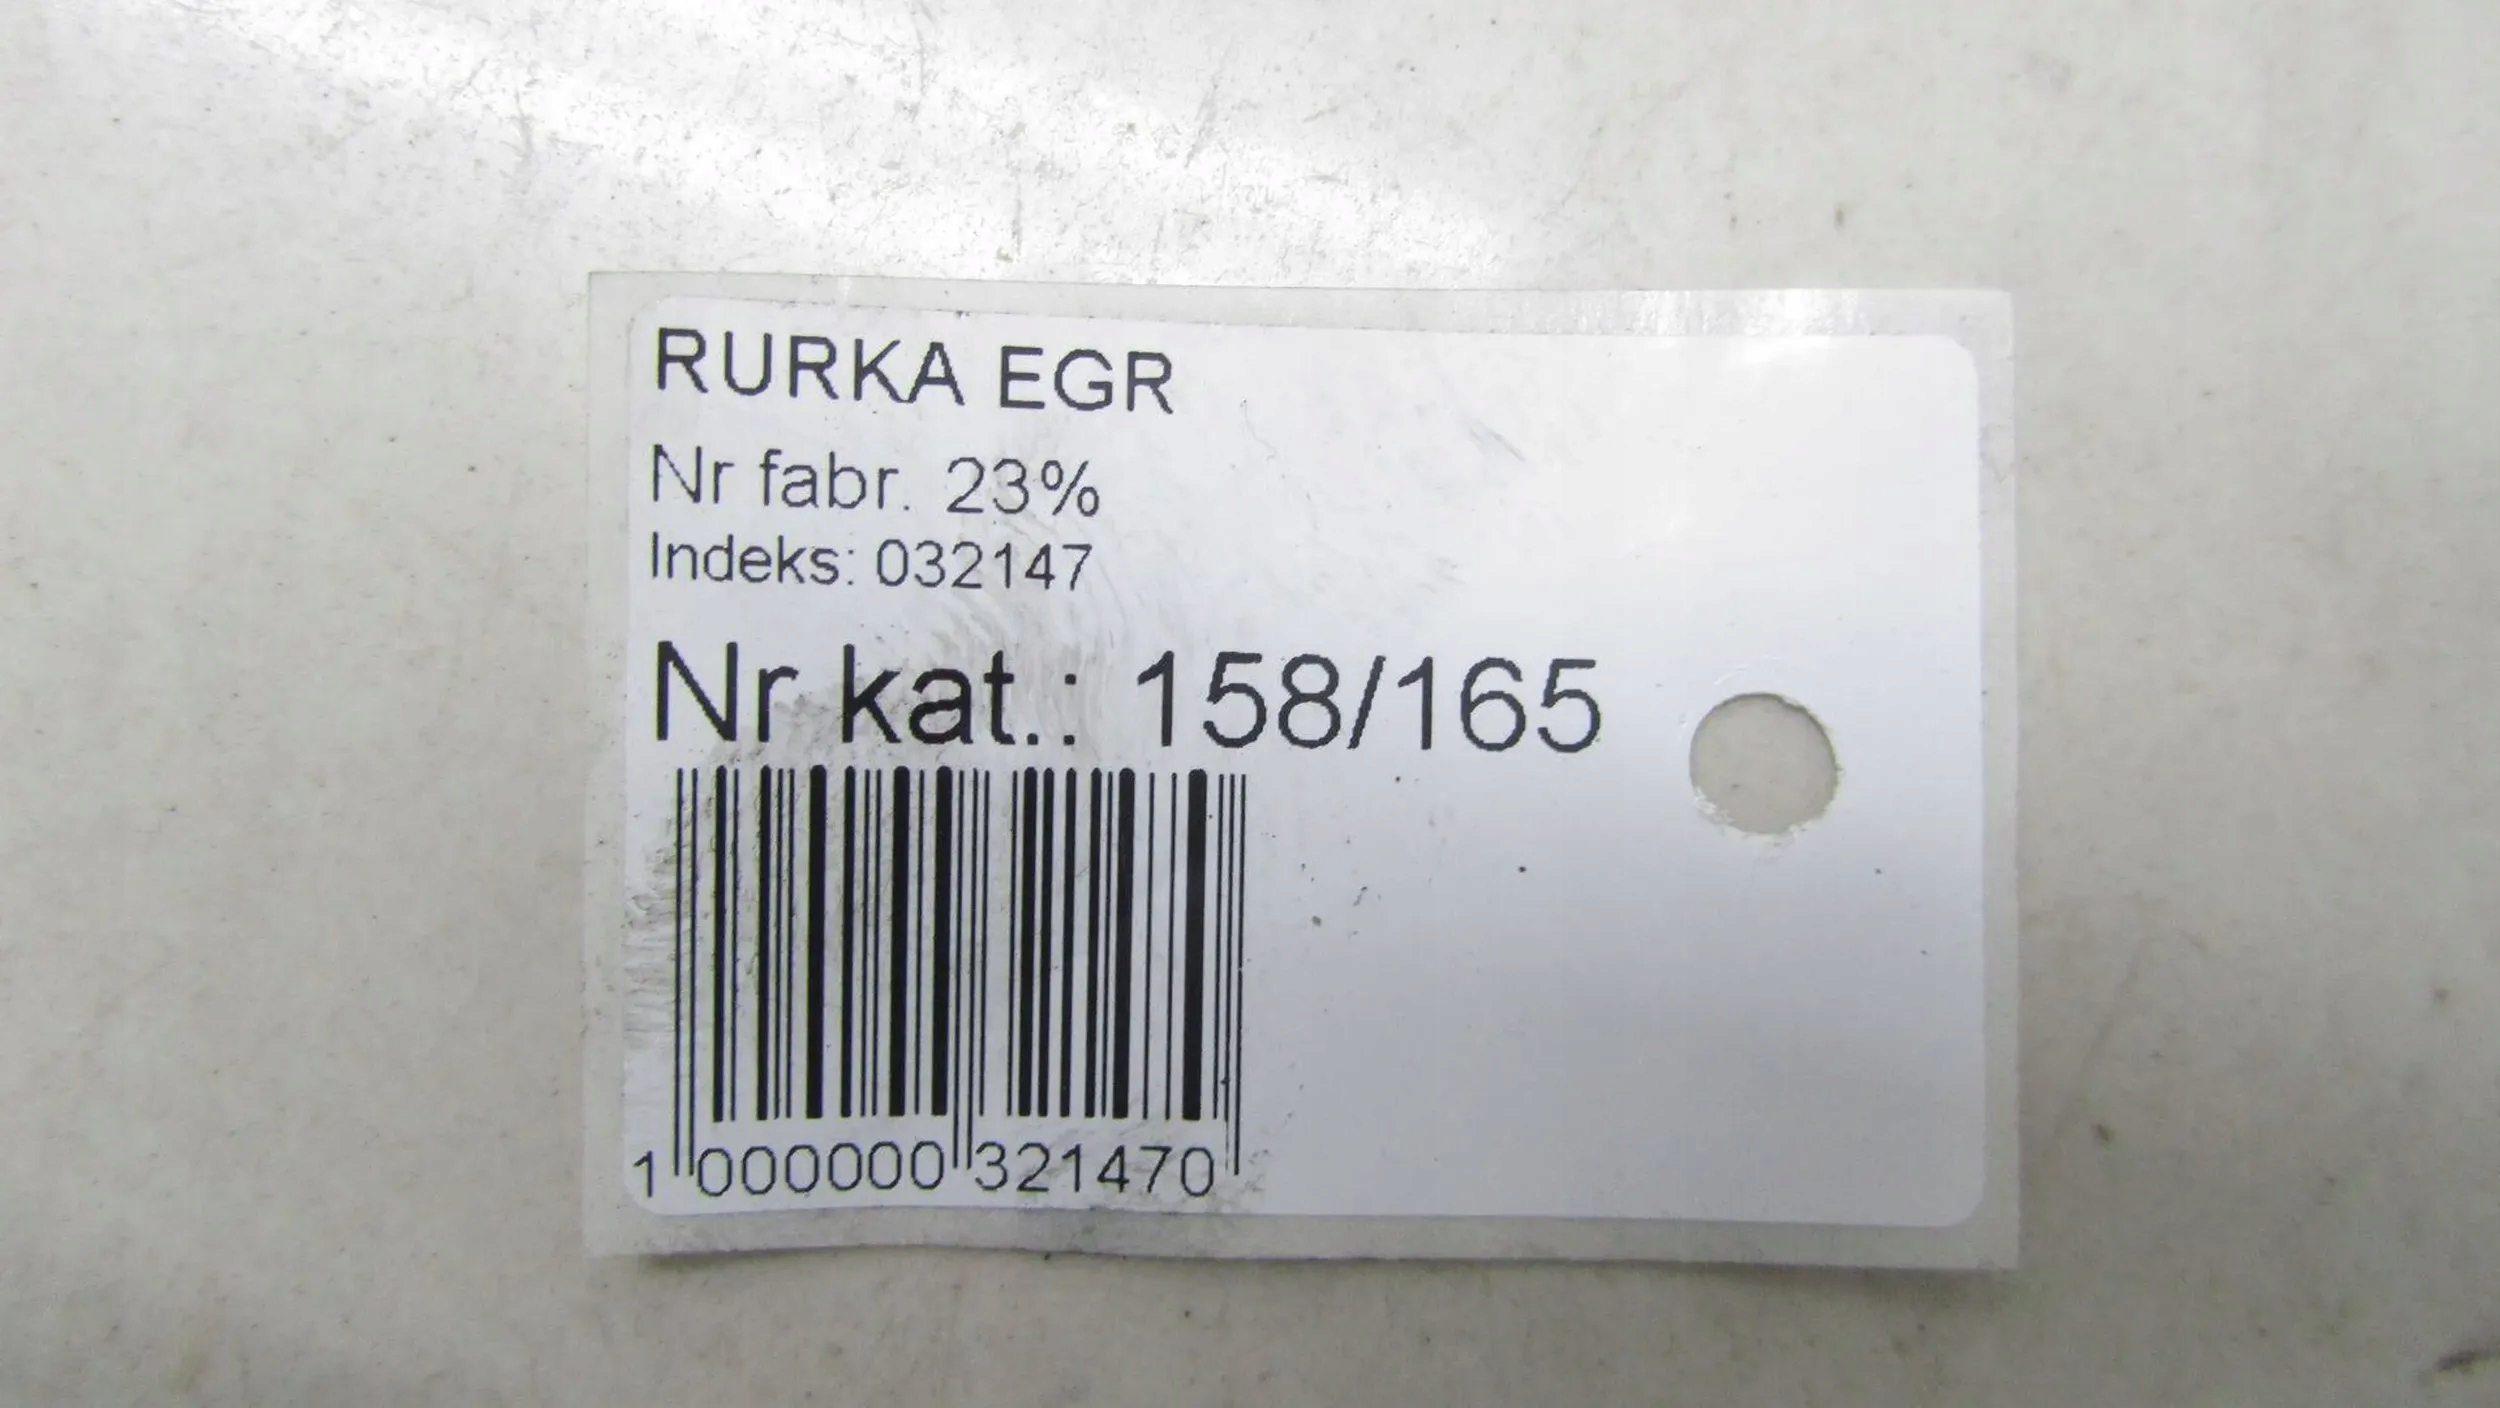 RURKA EGR
Nr fabr. 23%
Indeks: 032147
Nr kat.: 158/165
1 000000 321470